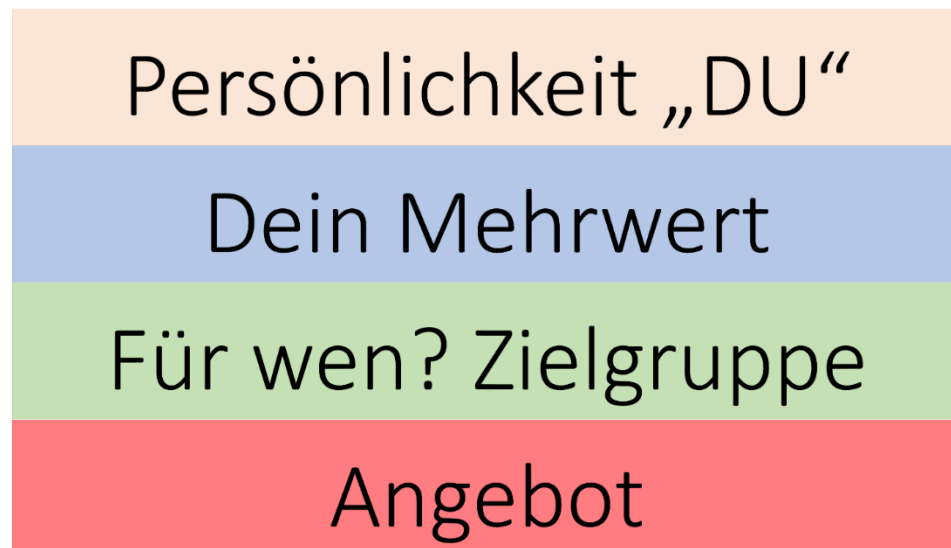 Persönlichkeit „DU“
Dein Mehrwert
Für wen? Zielgruppe
Angebot